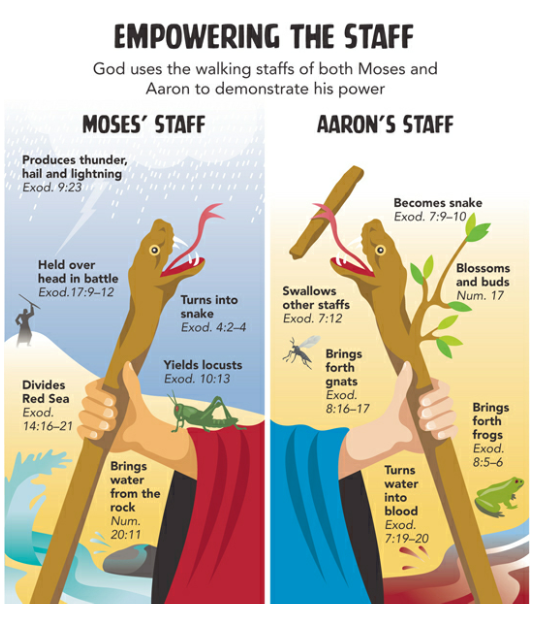 EMPOWERING THE STAFF
God uses the walking staffs of both Moses and
Aaron to demonstrate his power
MOSES' STAFF
Produces thunder,
hail and lightning
Exod. 9:23
Held over
head in battle
Exod.17:9–12
Turns into
snake
Exod. 4:2–4
Yields locusts
Exod. 10:13
Divides
Red Sea
Exod.
14:16–21
Brings
water
from the
rock
Num.
20:11
AARON'S STAFF
Becomes snake
Exod. 7:9–10
Blossoms
and buds
Num. 17
Swallows
other staffs
Exod. 7:12
Brings
forth
gnats
Exod.
8:16–17
Brings
forth
frogs
Exod.
8:5–6
Turns
water
into
blood
Exod.
7:19–20